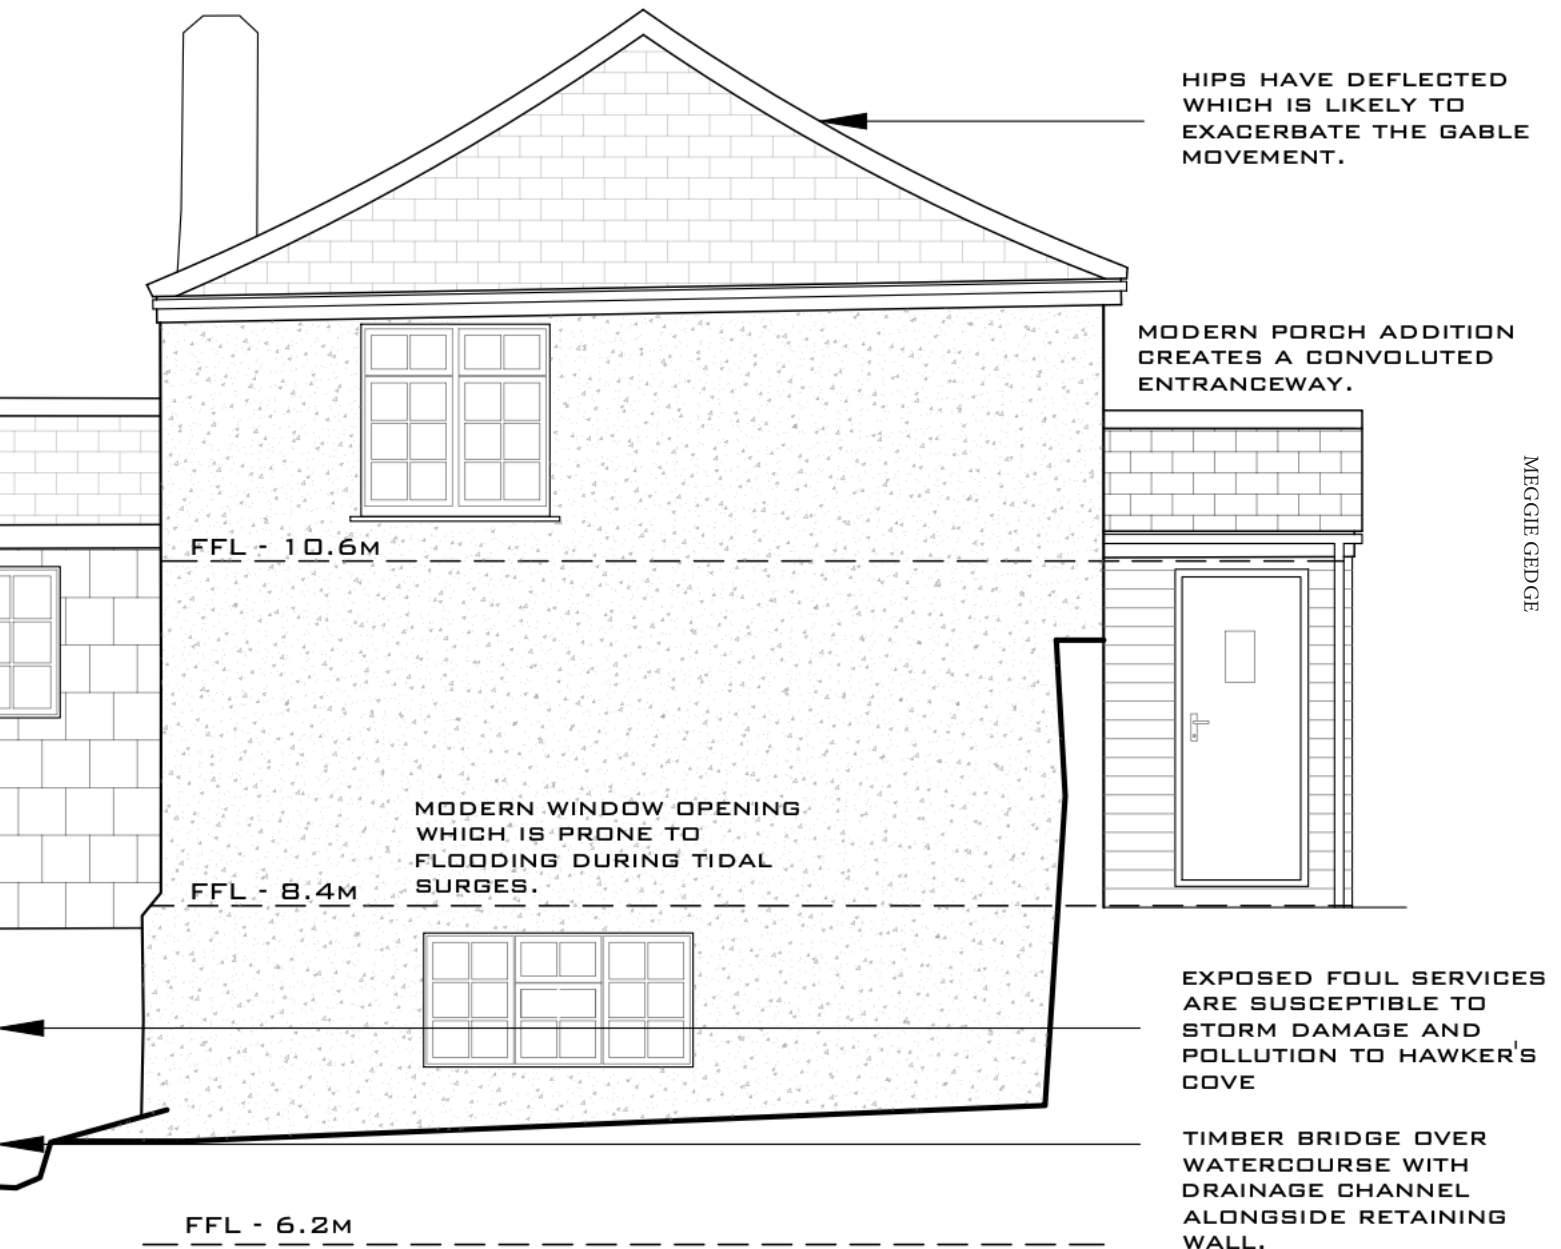 HIPS HAVE DEFLECTED
WHICH IS LIKELY TO
EXACERBATE THE GABLE
MOVEMENT.
MODERN PORCH ADDITION
CREATES A CONVOLUTED
ENTRANCEWAY.
MEGGIE GEDGE
FFL - 10.6M
MODERN WINDOW OPENING
WHICH IS PRONE TO
FLOODING DURING TIDAL
SURGES.
FFL - 8.4M
EXPOSED FOUL SERVICES
ARE SUSCEPTIBLE TO
STORM DAMAGE AND
POLLUTION TO HAWKER'S
COVE
TIMBER BRIDGE OVER
WATERCOURSE WITH
DRAINAGE CHANNEL
ALONGSIDE RETAINING
WALL.
FFL - 6.2M